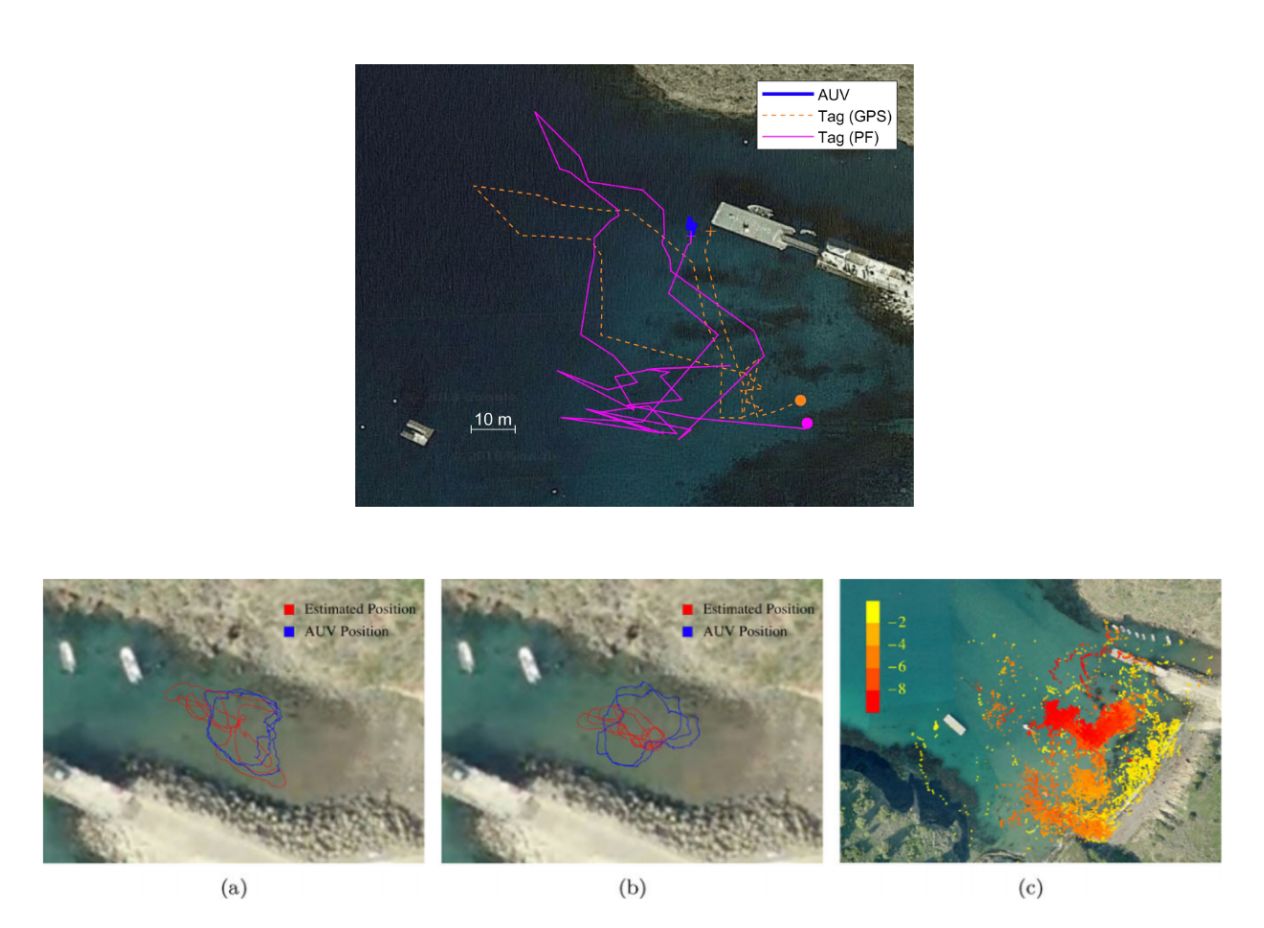 AUV
Tag (GPS)
Tag (PF)
10 m
Estimated Position
AUV Position
Estimated Position
AUV Position
−2
−4
−6
−8
(a)
(b)
(c)